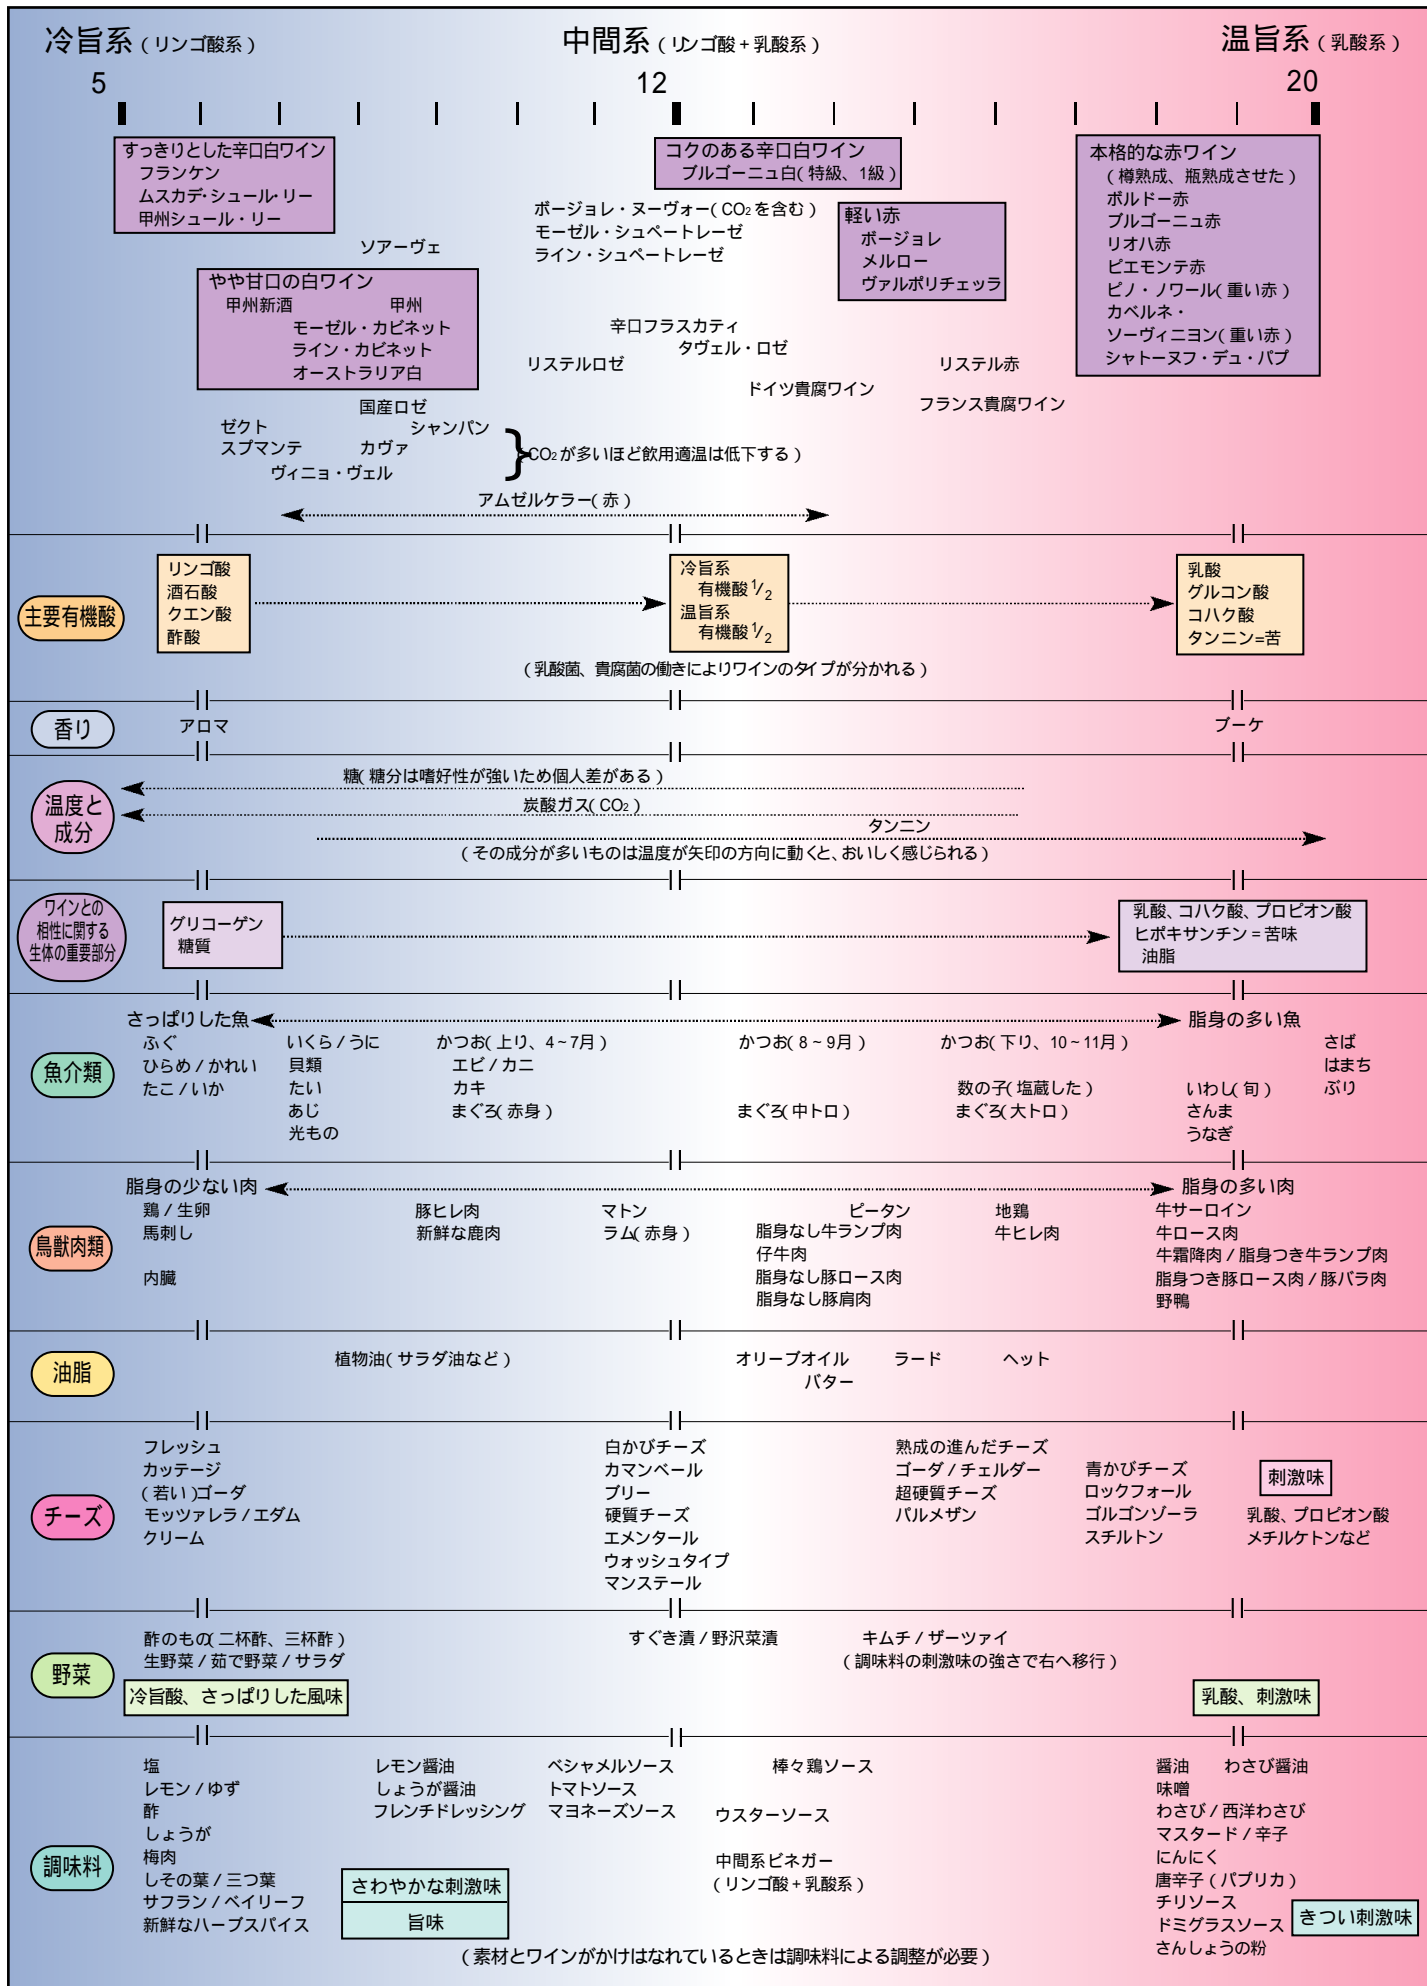 冷旨系(リンゴ酸系)
中間系(リンゴ酸+乳酸系)
温旨系(乳酸系)
5
12
20
すっきりとした辛口白ワイン
フランケン
ムスカデ・シュール・リー
甲州シュール・リー
コクのある辛口白ワイン
ブルゴーニュ白(特級、1級)
本格的な赤ワイン
(樽熟成、瓶熟成させた)
ボルドー赤
ブルゴーニュ赤
リオハ赤
ピエモンテ赤
ピノ・ノワール(重い赤)
カベルネ・
ソーヴィニヨン(重い赤)
シャトーヌフ・デュ・パプ
ボージョレ・ヌーヴォー(CO₂を含む)
モーゼル・シュペートレーゼ
ライン・シュペートレーゼ
軽い赤
ボージョレ
メルロー
ヴァルポリチェッラ
ソアーヴェ
やや甘口の白ワイン
甲州新酒 甲州
モーゼル・カビネット
ライン・カビネット
オーストラリア白
辛口フラスカティ
タヴェル・ロゼ
リステルロゼ
リステル赤
ドイツ貴腐ワイン
フランス貴腐ワイン
国産ロゼ
ゼクト
シャンパン
スプマンテ
カヴァ
ヴィニョ・ヴェル
CO₂が多いほど飲用適温は低下する)
アムゼルケラー(赤)
主要有機酸
リンゴ酸
酒石酸
クエン酸
酢酸
冷旨系
有機酸1/2
温旨系
有機酸1/2
乳酸
グルコン酸
コハク酸
タンニン=苦
(乳酸菌、貴腐菌の働きによりワインのタイプが分かれる)
香り
アロマ
ブーケ
温度と
成分
糖(糖分は嗜好性が強いため個人差がある)
炭酸ガス(CO₂)
タンニン
(その成分が多いものは温度が矢印の方向に動くと、おいしく感じられる)
ワインとの
相性に関する
生体の重要部分
グリコーゲン
糖質
乳酸、コハク酸、プロピオン酸
ヒポキサンチン=苦味
油脂
魚介類
さっぱりした魚
脂身の多い魚
ふぐ
ひらめ/かれい
たこ/いか
いくら/うに
貝類
たい
あじ
光もの
かつお(上り、4~7月)
エビ/カニ
カキ
まぐろ(赤身)
かつお(8~9月)
まぐろ(中トロ)
かつお(下り、10~11月)
数の子(塩蔵した)
まぐろ(大トロ)
いわし(旬)
さんま
うなぎ
さば
はまち
ぶり
鳥獣肉類
脂身の少ない肉
脂身の多い肉
鶏/生卵
馬刺し
内臓
豚ヒレ肉
新鮮な鹿肉
マトン
ラム(赤身)
ピータン
脂身なし牛ランプ肉
仔牛肉
脂身なし豚ロース肉
脂身なし豚肩肉
地鶏
牛ヒレ肉
牛サーロイン
牛ロース肉
牛霜降肉/脂身つき牛ランプ肉
脂身つき豚ロース肉/豚バラ肉
野鴨
油脂
植物油(サラダ油など)
オリーブオイル
バター
ラード
ヘット
チーズ
フレッシュ
カッテージ
(若い)ゴーダ
モッツァレラ/エダム
クリーム
白かびチーズ
カマンベール
ブリー
硬質チーズ
エメンタール
ウォッシュタイプ
マンステール
熟成の進んだチーズ
ゴーダ/チェルダー
超硬質チーズ
パルメザン
青かびチーズ
ロックフォール
ゴルゴンゾーラ
スチルトン
刺激味
乳酸、プロピオン酸
メチルケトンなど
野菜
酢のもの(二杯酢、三杯酢)
生野菜/茹で野菜/サラダ
冷旨酸、さっぱりした風味
すぐき漬/野沢菜漬
キムチ/ザーツァイ
(調味料の刺激味の強さで右へ移行)
乳酸、刺激味
調味料
塩
レモン/ゆず
酢
しょうが
梅肉
しその葉/三つ葉
サフラン/ベイリーフ
新鮮なハーブスパイス
レモン醤油
しょうが醤油
フレンチドレッシング
さわやかな刺激味
旨味
ベシャメルソース
トマトソース
マヨネーズソース
棒々鶏ソース
ウスターソース
中間系ビネガー
(リンゴ酸+乳酸系)
醤油 わさび醤油
味噌
わさび/西洋わさび
マスタード/辛子
にんにく
唐辛子(パプリカ)
チリソース
ドミグラスソース
さんしょうの粉
きつい刺激味
(素材とワインがかけはなれているときは調味料による調整が必要)